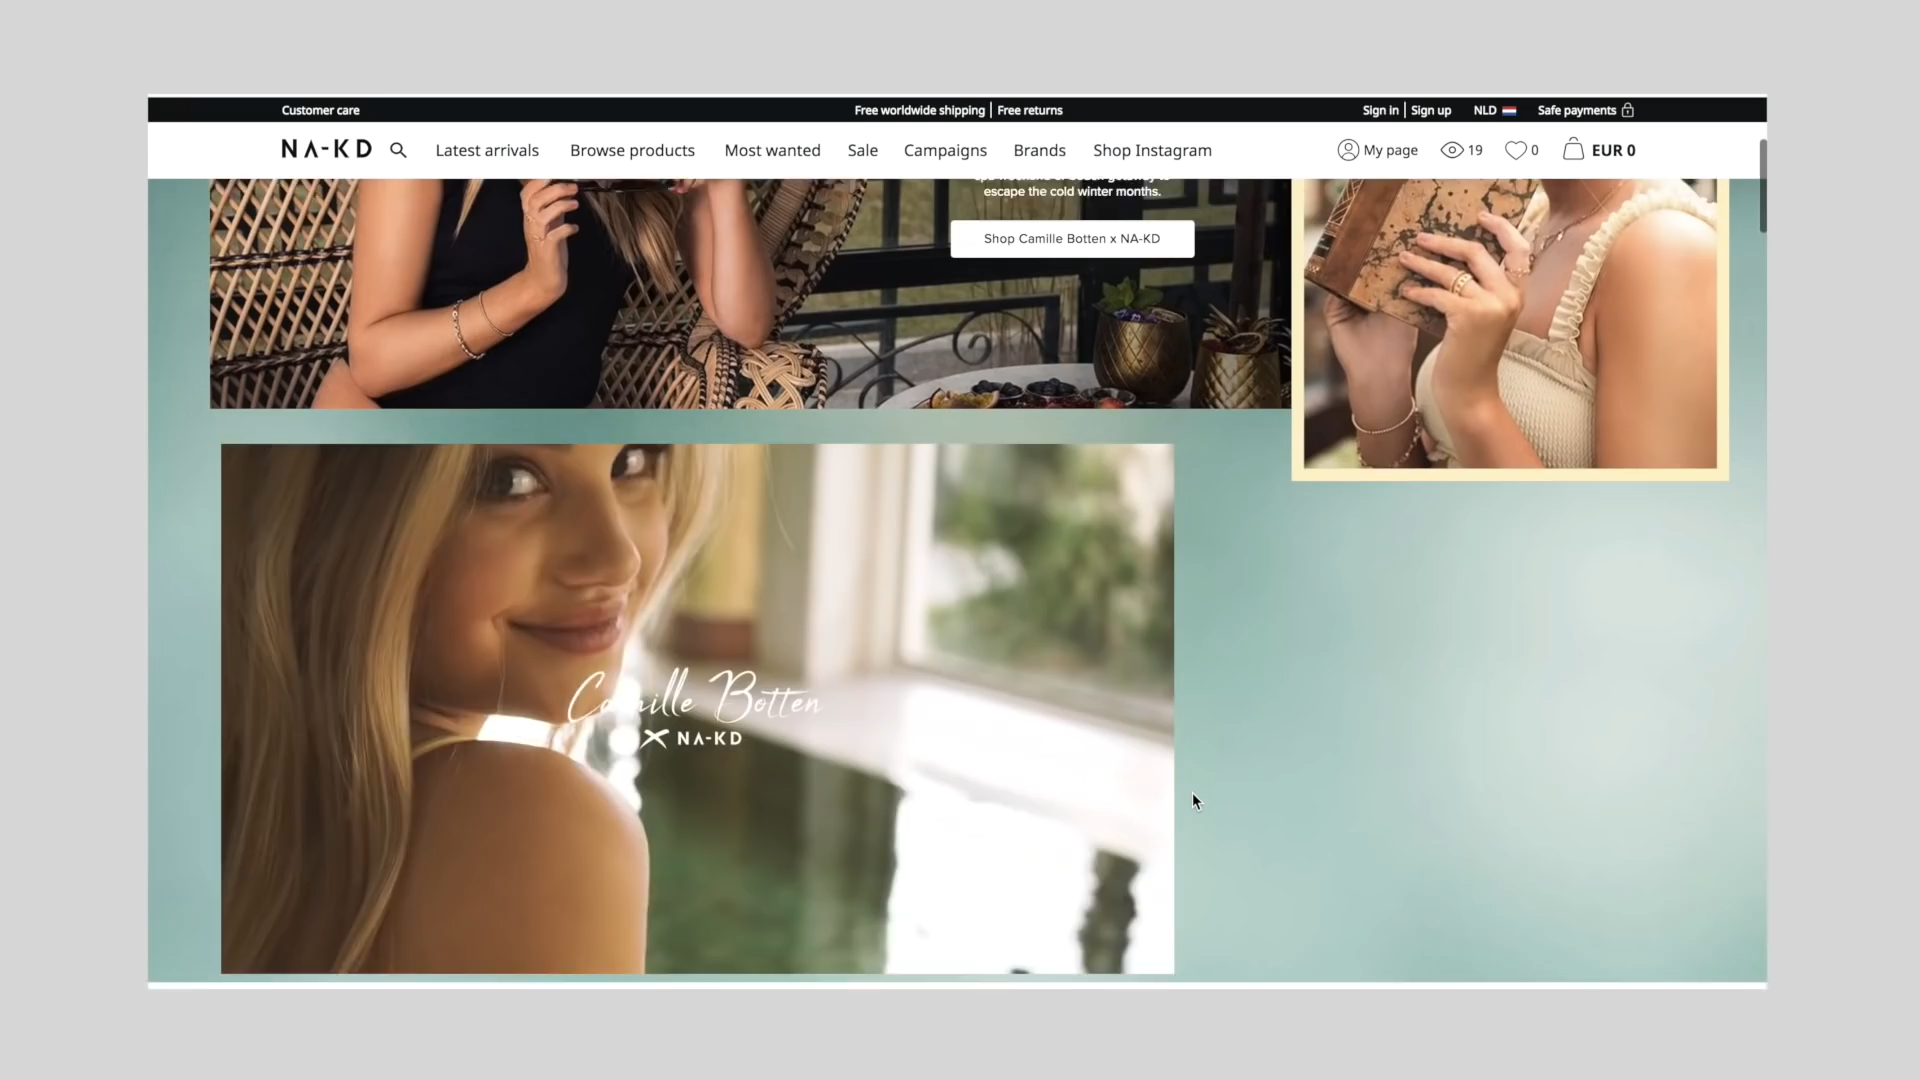 Customer care
Free worldwide shipping | Free returns
Sign in | Sign up
NLD
Safe payments
NA-KD
Latest arrivals
Browse products
Most wanted
Sale
Campaigns
Brands
Shop Instagram
My page
19
0
EUR 0
escape the cold winter months.
Shop Camille Botten x NA-KD
Camille Botten
X NA-KD